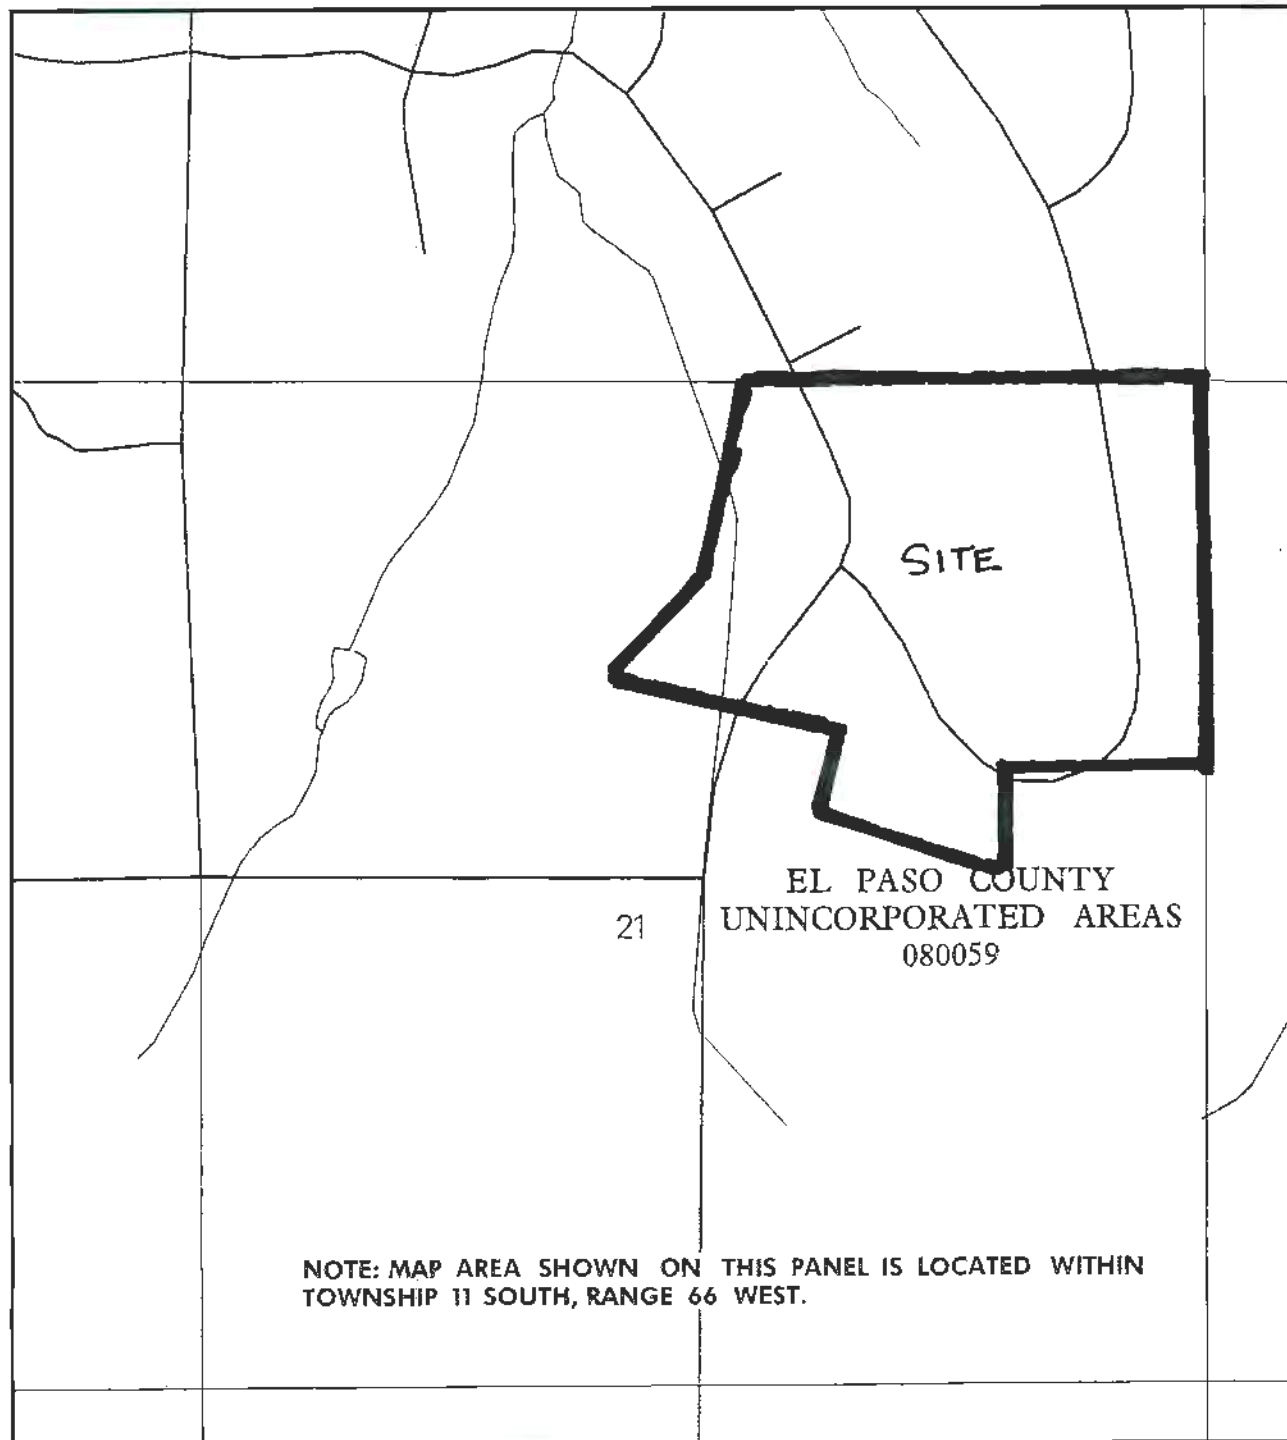 SITE
EL PASO COUNTY
21
UNINCORPORATED AREAS
080059
NOTE: MAP AREA SHOWN ON THIS PANEL IS LOCATED WITHIN
TOWNSHIP 11 SOUTH, RANGE 66 WEST.